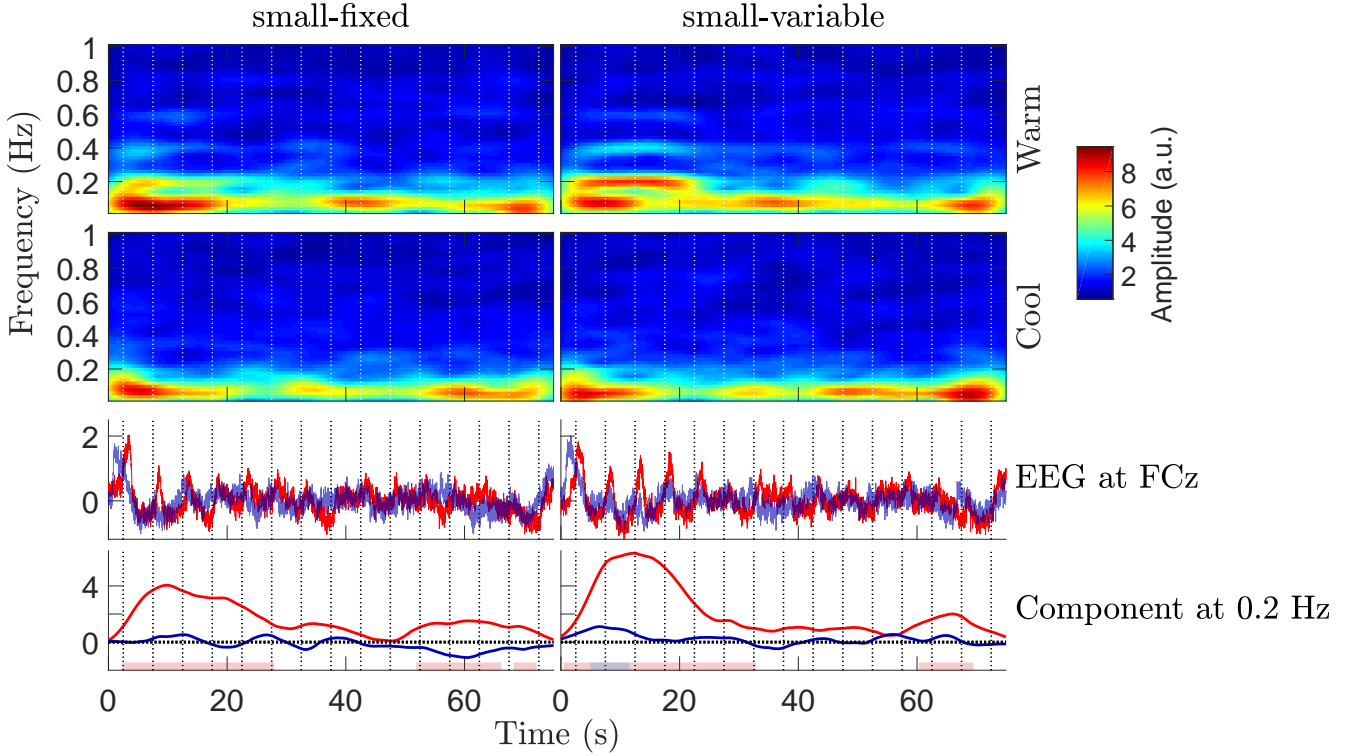 small-fixed small-variable
Frequency (Hz)
1
0.8
0.6
0.4
0.2
Warm
8
6
4
2
Amplitude (a.u.)
1
0.8
0.6
0.4
0.2
Cool
2
0
EEG at FCz
4
0
Component at 0.2 Hz
0 20 40 60 0 20 40 60
Time (s)